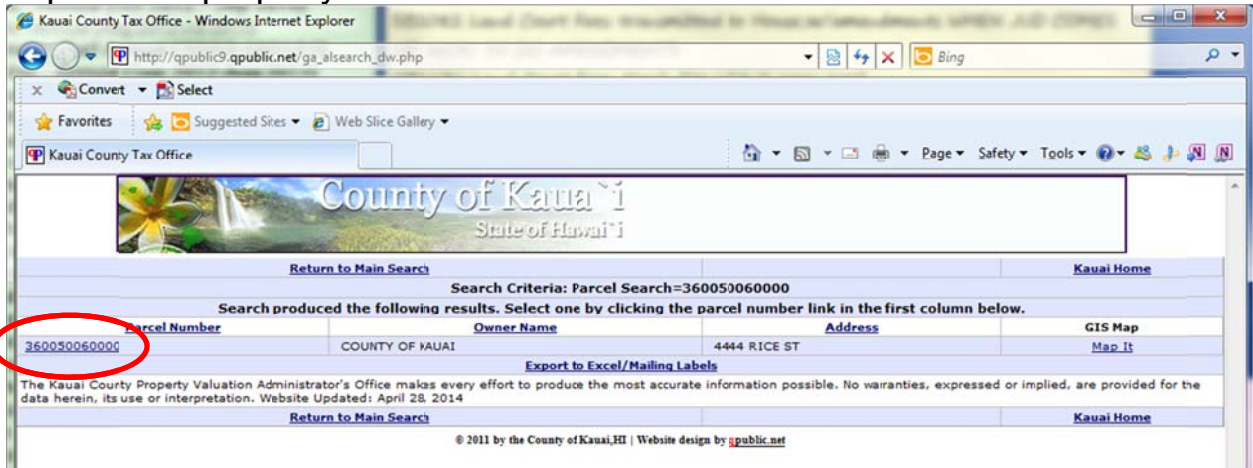 Kauai County Tax Office - Windows Internet Explorer
http://qpublic9.qpublic.net/ga_alsearch_dw.php
Bing
x Convert Select
Favorites Suggested Sites Web Slice Gallery
Kauai County Tax Office
Page Safety Tools
County of Kaua`i
State of Hawai`i
Return to Main Search Kauai Home
Search Criteria: Parcel Search=360050060000
Search produced the following results. Select one by clicking the parcel number link in the first column below.
Parcel Number Owner Name Address GIS Map
360050060000 COUNTY OF KAUAI 4444 RICE ST Map It
Export to Excel/Mailing Labels
The Kauai County Property Valuation Administrator's Office makes every effort to produce the most accurate information possible. No warranties, expressed or implied, are provided for the
data herein, its use or interpretation. Website Updated: April 28, 2014
Return to Main Search Kauai Home
© 2011 by the County of Kauai,HI | Website design by qpublic.net